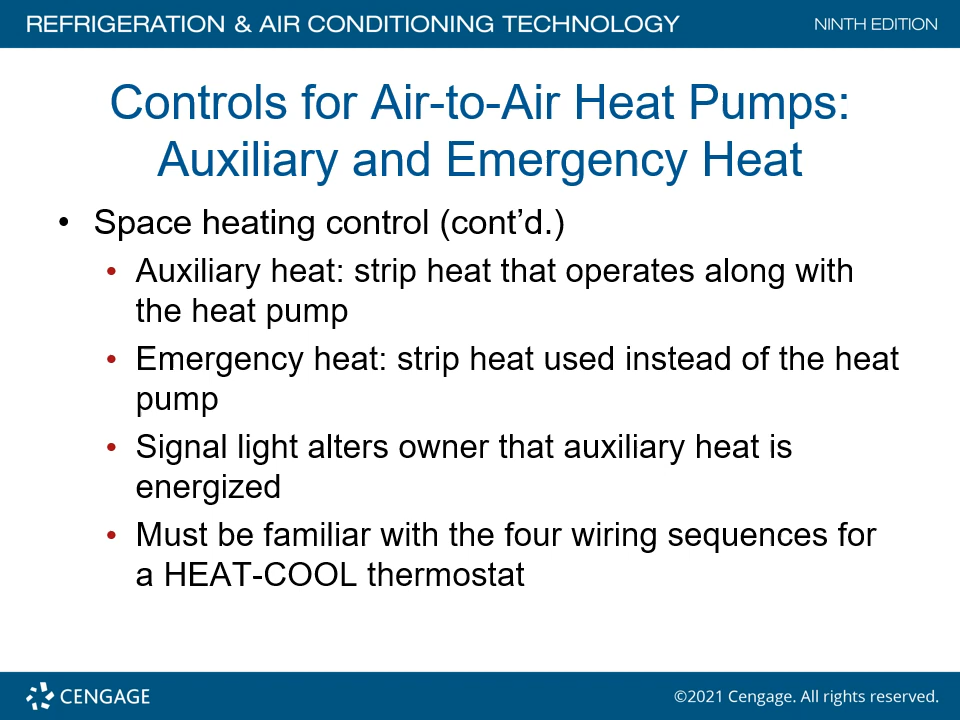 REFRIGERATION & AIR CONDITIONING TECHNOLOGY
NINTH EDITION
Controls for Air-to-Air Heat Pumps:
Auxiliary and Emergency Heat
• Space heating control (cont’d.)
• Auxiliary heat: strip heat that operates along with
the heat pump
• Emergency heat: strip heat used instead of the heat
pump
• Signal light alters owner that auxiliary heat is
energized
• Must be familiar with the four wiring sequences for
a HEAT-COOL thermostat
CENGAGE
©2021 Cengage. All rights reserved.